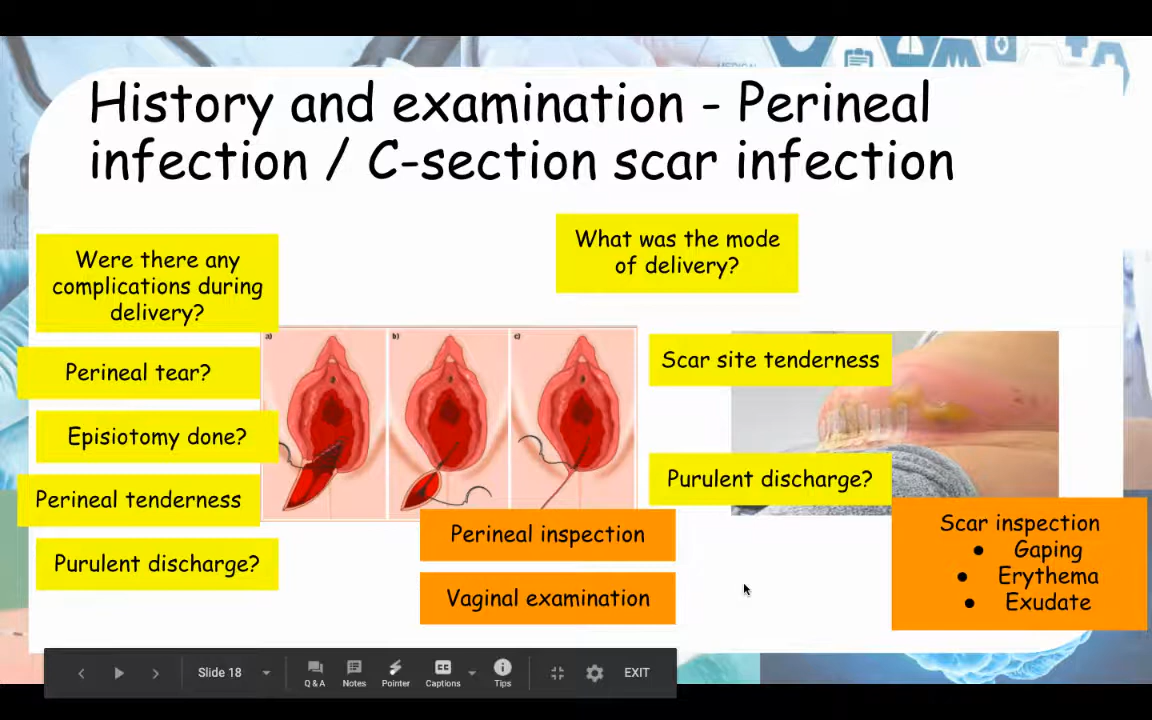 MEDICAL
History and examination - Perineal
infection / C-section scar infection
What was the mode
of delivery?
Were there any
complications during
delivery?
Perineal tear?
Episiotomy done?
Perineal tenderness
Purulent discharge?
a)
b)
c)
Perineal inspection
Vaginal examination
Scar site tenderness
Purulent discharge?
Scar inspection
● Gaping
● Erythema
● Exudate
Slide 18
Q & A
Notes
Pointer
CC
Captions
Tips
EXIT